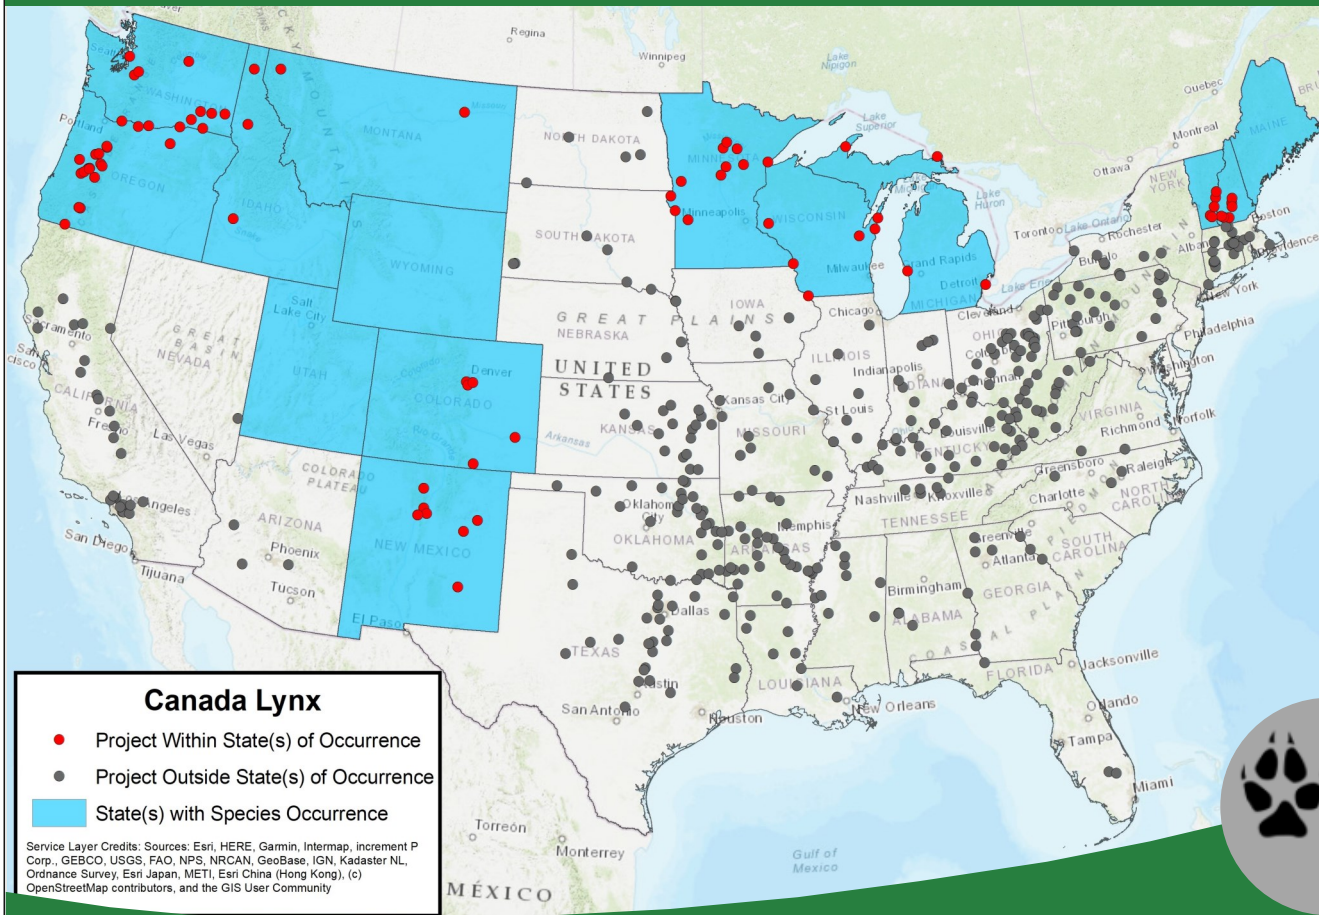 Regina
Winnipeg
Lake
Nipigon
Quebec
Montreal
Ottawa
Lake
Superior
MAINE
NEW
YORK
Lake
Huron
Toronto
Lake Ontario
Rochester
Boston
Providence
Buffalo
New York
Portland
WASHINGTON
OREGON
IDAHO
Snake
MONTANA
Missouri
WYOMING
NORTH DAKOTA
SOUTH DAKOTA
MINNESOTA
Minneapolis
WISCONSIN
Milwaukee
Grand Rapids
Detroit
MICHIGAN
Lake Erie
Cleveland
Chicago
IOWA
GREAT PLAINS
NEBRASKA
UNITED
STATES
Salt
Lake City
GREAT
BASIN
NEVADA
UTAH
Denver
COLORADO
Sacramento
CALIFORNIA
Fresno
Las Vegas
Los Angeles
San Diego
Tijuana
COLORADO
PLATEAU
ARIZONA
Phoenix
Tucson
NEW MEXICO
El Paso
KANSAS
Arkansas
Kansas City
MISSOURI
St Louis
ILLINOIS
Indianapolis
INDIANA
Ohio
Louisville
KENTUCKY
Pittsburgh
Philadelphia
Washington
VIRGINIA
Richmond
Norfolk
Greensboro
Raleigh
Charlotte
NORTH
CAROLINA
Nashville
Knoxville
TENNESSEE
Memphis
Oklahoma
City
OKLAHOMA
ARKANSAS
Greenville
SOUTH
CAROLINA
Atlanta
GEORGIA
Birmingham
ALABAMA
COASTAL PLAIN
Dallas
TEXAS
Austin
San Antonio
Houston
LOUISIANA
New Orleans
FLORIDA
Jacksonville
Orlando
Tampa
Miami
Torreón
Monterrey
MÉXICO
Gulf of
Mexico
Canada Lynx
Project Within State(s) of Occurrence
Project Outside State(s) of Occurrence
State(s) with Species Occurrence
Service Layer Credits: Sources: Esri, HERE, Garmin, Intermap, increment P
Corp., GEBCO, USGS, FAO, NPS, NRCAN, GeoBase, IGN, Kadaster NL,
Ordnance Survey, Esri Japan, METI, Esri China (Hong Kong), (c)
OpenStreetMap contributors, and the GIS User Community